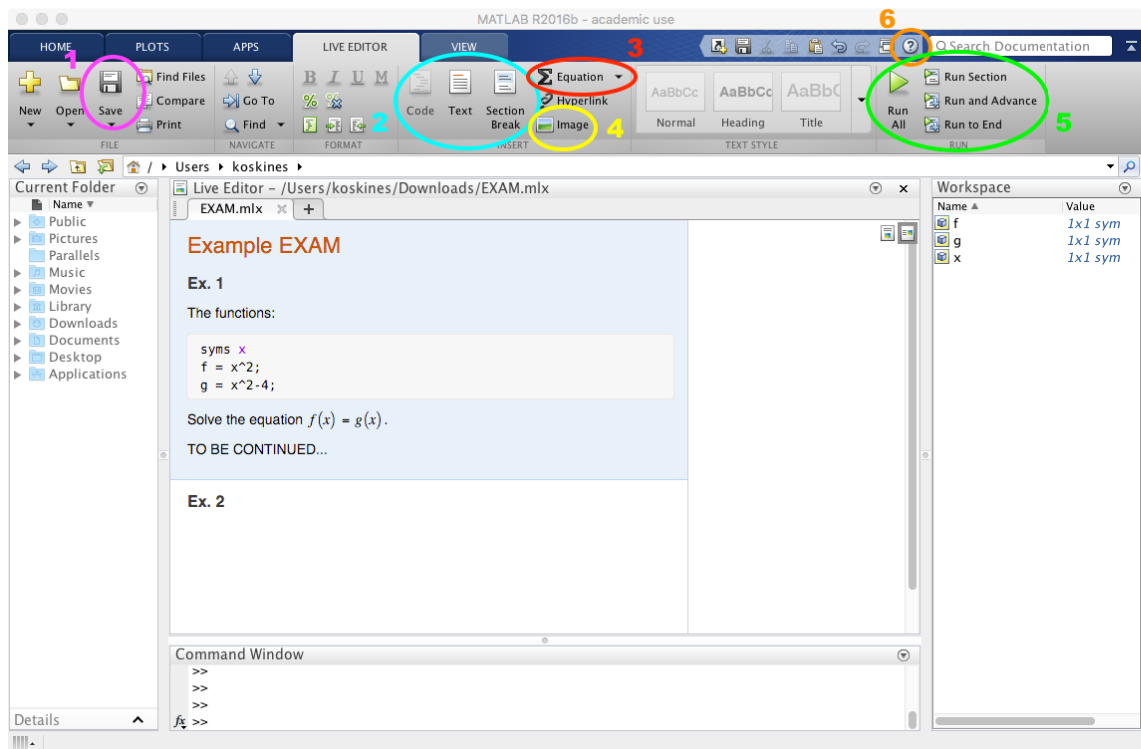 MATLAB R2016b - academic use
6
HOME PLOTS APPS LIVE EDITOR VIEW
1
3
? Search Documentation
New Open Save
Find Files
Compare
Print
FILE
Go To
Find
NAVIGATE
B I U M
2
FORMAT
Code Text Section Break
Equation
Hyperlink
Image
4
INSERT
AaBbCc AaBbCc AaBb
Normal Heading Title
TEXT STYLE
Run All
Run Section
Run and Advance
Run to End
5
RUN
/ Users koskines
Current Folder
Name
Public
Pictures
Parallels
Music
Movies
Library
Downloads
Documents
Desktop
Applications
Details
Live Editor - /Users/koskines/Downloads/EXAM.mlx
EXAM.mlx +
Example EXAM
Ex. 1
The functions:
syms x
f = x^2;
g = x^2-4;
Solve the equation f(x) = g(x).
TO BE CONTINUED...
Ex. 2
Command Window
>>
>>
>>
fx >>
Workspace
Name Value
f 1x1 sym
g 1x1 sym
x 1x1 sym